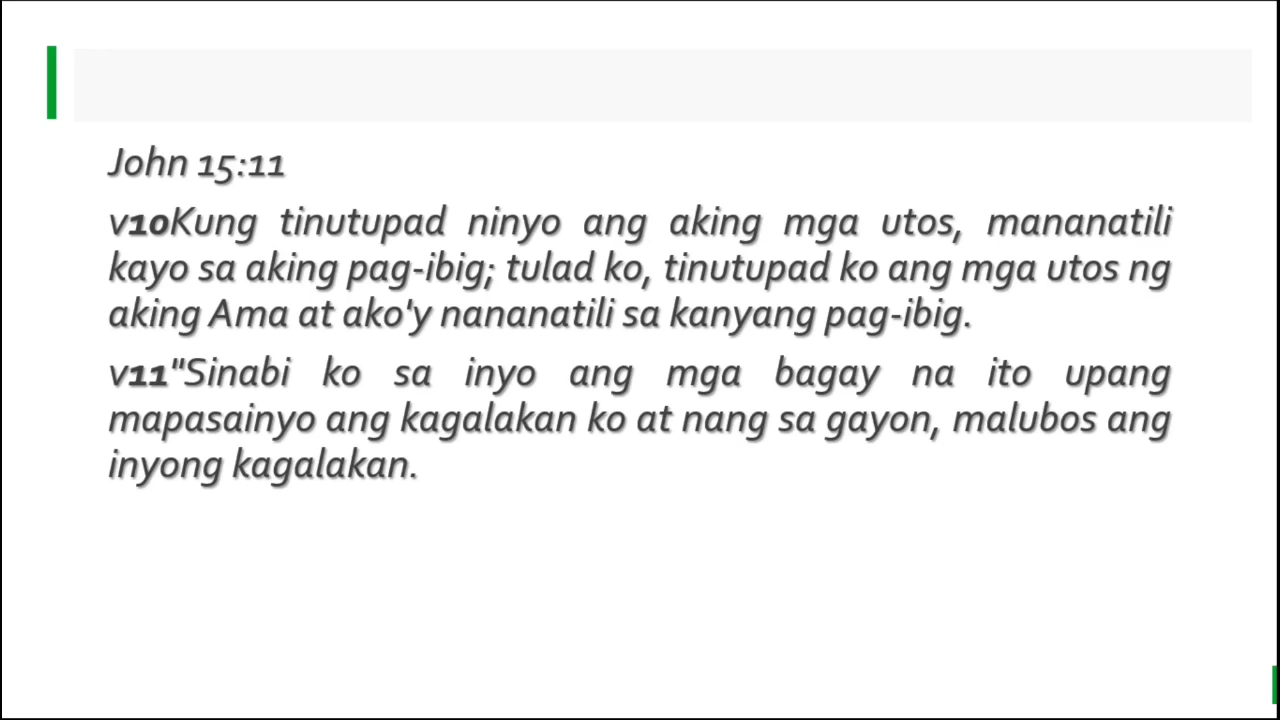 John 15:11
v10Kung tinutupad ninyo ang aking mga utos, mananatili
kayo sa aking pag-ibig; tulad ko, tinutupad ko ang mga utos ng
aking Ama at ako'y nananatili sa kanyang pag-ibig.
v11"Sinabi ko sa inyo ang mga bagay na ito upang
mapasainyo ang kagalakan ko at nang sa gayon, malubos ang
inyong kagalakan.